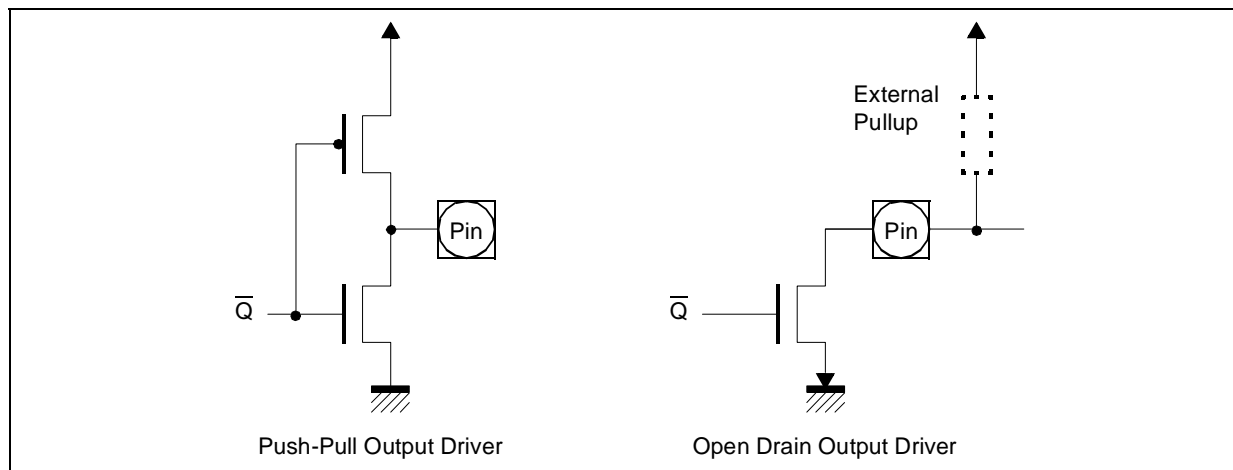 External
Pullup
Pin
Pin
Q̅
Q̅
Push-Pull Output Driver
Open Drain Output Driver